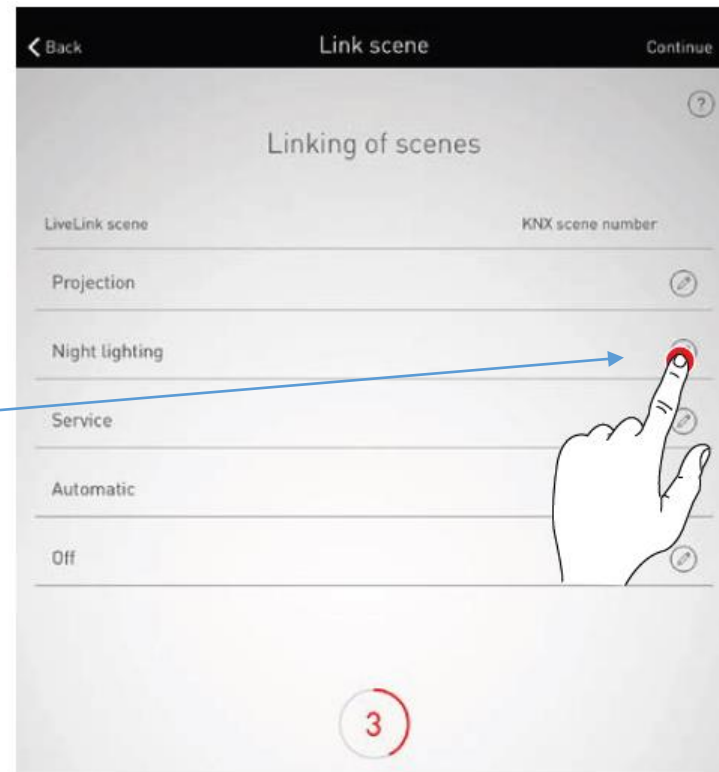 Back Link scene Continue
?
Linking of scenes
LiveLink scene KNX scene number
Projection
Night lighting
Service
Automatic
Off
3